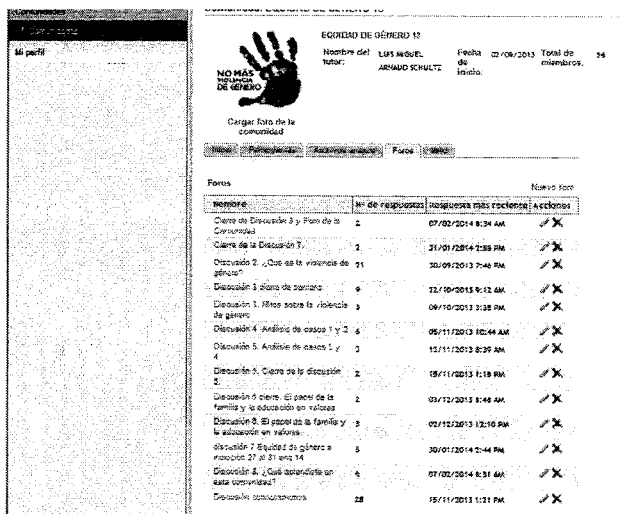 Comunidades
Comunidad: EQUIDAD DE GÉNERO 12
Mi perfil
EQUIDAD DE GÉNERO 12
Nombre del tutor: LUIS MIGUEL ARNAUD SCHULTZ Fecha de inicio: 02/09/2013 Total de miembros: 56
NO MÁS
VIOLENCIA
DE GÉNERO
Cargar foto de la
comunidad
Foros
Foros
Nuevo foro
Nombre Nº de respuestas Respuesta más reciente Acciones
Cierre de Discusión 8 y Foro de la Comunidad 2 07/02/2014 8:34 AM
Cierre de la Discusión 7. 2 31/01/2014 2:55 PM
Discusión 2. ¿Qué es la violencia de género? 21 30/09/2013 7:46 PM
Discusión 3 cierre de semana 9 22/10/2013 9:12 AM
Discusión 3. Mitos sobre la violencia de género 3 09/10/2013 3:35 PM
Discusión 4. Análisis de casos 1 y 2 6 05/11/2013 10:44 AM
Discusión 5. Análisis de casos y 4 2 12/11/2013 8:39 AM
Discusión 5. Cierre de la discusión 5. 2 15/11/2013 1:18 PM
Discusión 6 cierre. El papel de la familia y la educación en valores 2 03/12/2013 8:48 AM
Discusión 6. El papel de la familia y la educación en valores 3 02/12/2013 12:10 PM
discusión 7 Equidad de género 27 al 31 ene 14 5 30/01/2014 2:44 PM
Discusión 8. ¿Qué aprendiste en esta comunidad? 4 07/02/2014 8:31 AM
Discusión 28 15/11/2013 1:21 PM